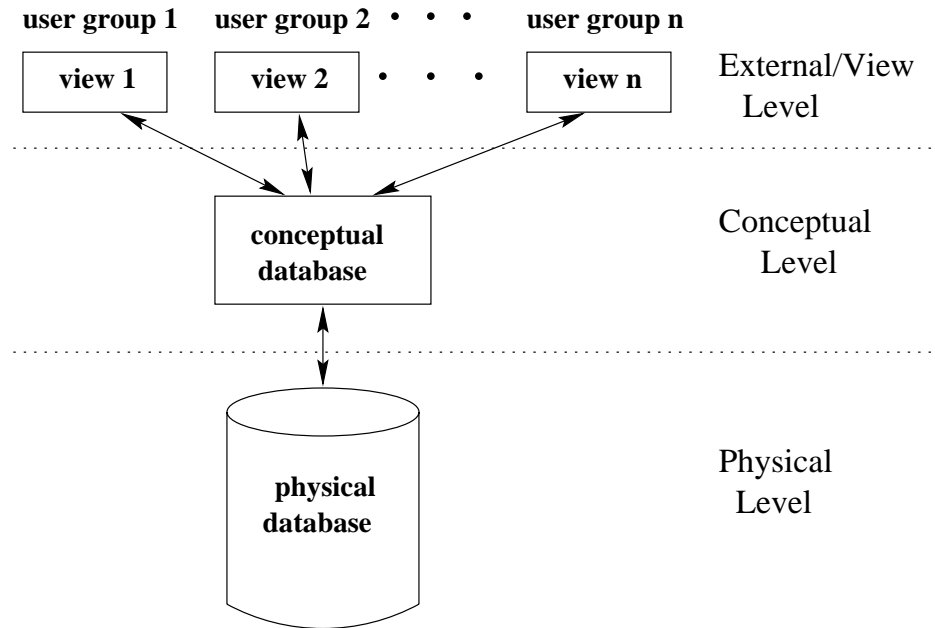 user group 1
user group 2 • • •
user group n
view 1
view 2
• • •
view n
External/View
Level
conceptual
database
Conceptual
Level
physical
database
Physical
Level